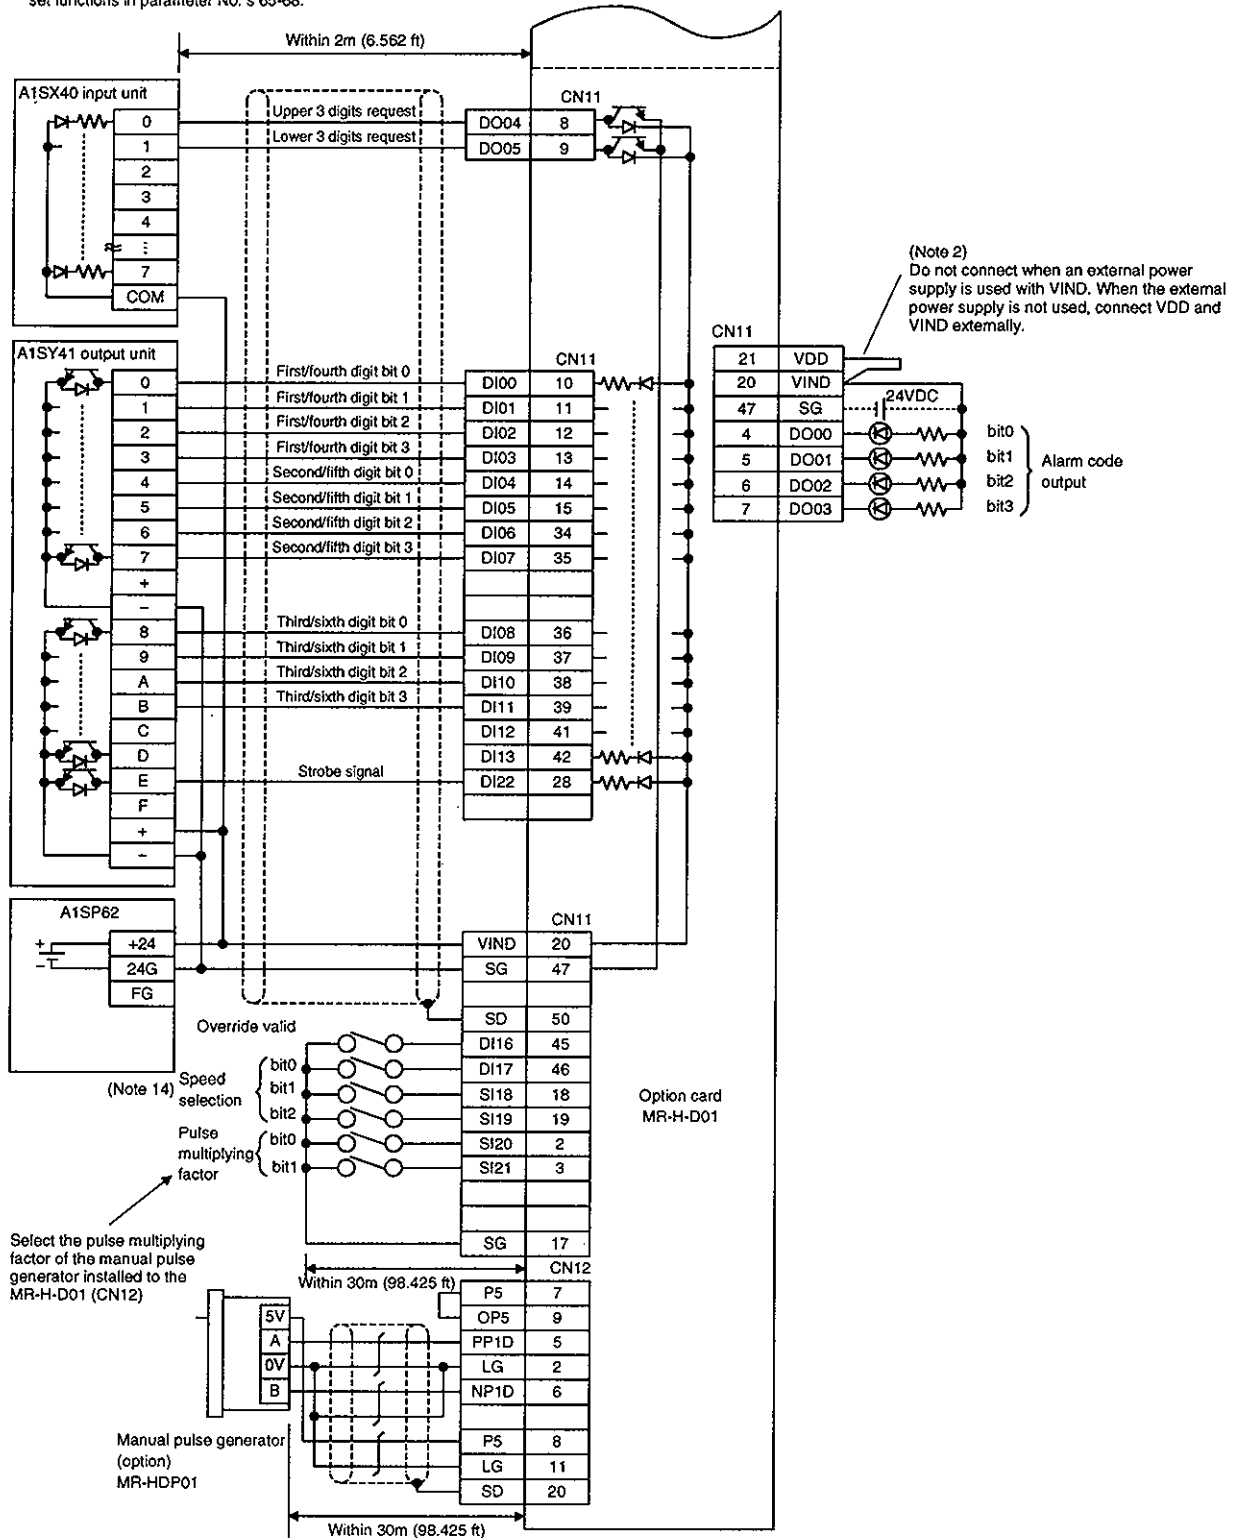 set functions in parameter No.'s 65-68.
Within 2m (6.562 ft)
A1SX40 input unit
0
1
2
3
4
⋮
7
COM
Upper 3 digits request
Lower 3 digits request
CN11
DO04 8
DO05 9
A1SY41 output unit
0
1
2
3
4
5
6
7
+
−
8
9
A
B
C
D
E
F
+
−
First/fourth digit bit 0
First/fourth digit bit 1
First/fourth digit bit 2
First/fourth digit bit 3
Second/fifth digit bit 0
Second/fifth digit bit 1
Second/fifth digit bit 2
Second/fifth digit bit 3
Third/sixth digit bit 0
Third/sixth digit bit 1
Third/sixth digit bit 2
Third/sixth digit bit 3
Strobe signal
CN11
DI00 10
DI01 11
DI02 12
DI03 13
DI04 14
DI05 15
DI06 34
DI07 35
DI08 36
DI09 37
DI10 38
DI11 39
DI12 41
DI13 42
DI22 28
(Note 2)
Do not connect when an external power
supply is used with VIND. When the external
power supply is not used, connect VDD and
VIND externally.
CN11
21 VDD
20 VIND
47 SG
4 DO00
5 DO01
6 DO02
7 DO03
24VDC
bit0
bit1
bit2
bit3
Alarm code
output
A1SP62
+
−
+24
24G
FG
CN11
VIND 20
SG 47
SD 50
DI16 45
DI17 46
SI18 18
SI19 19
SI20 2
SI21 3
SG 17
Override valid
(Note 14)
Speed
selection
bit0
bit1
bit2
Pulse
multiplying
factor
bit0
bit1
Option card
MR-H-D01
Select the pulse multiplying
factor of the manual pulse
generator installed to the
MR-H-D01 (CN12)
Within 30m (98.425 ft)
CN12
P5 7
OP5 9
PP1D 5
LG 2
NP1D 6
P5 8
LG 11
SD 20
5V
A
0V
B
Manual pulse generator
(option)
MR-HDP01
Within 30m (98.425 ft)